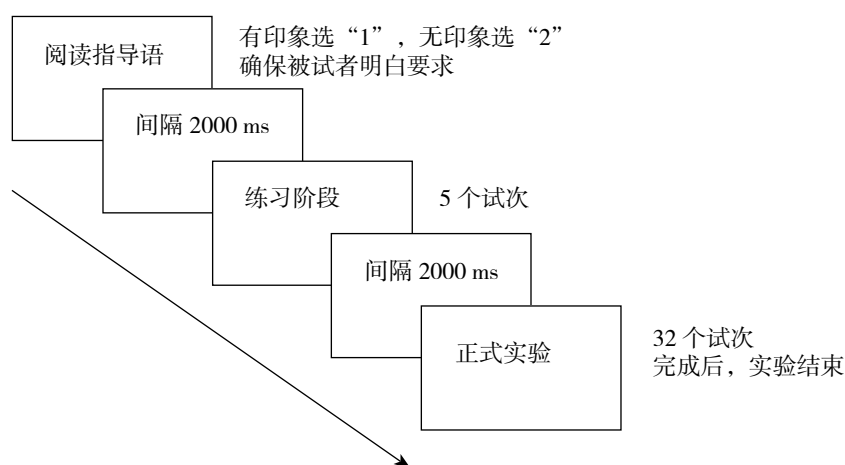 阅读指导语
有印象选“1”，无印象选“2”
确保被试者明白要求
间隔 2000 ms
练习阶段
5 个试次
间隔 2000 ms
正式实验
32 个试次
完成后，实验结束